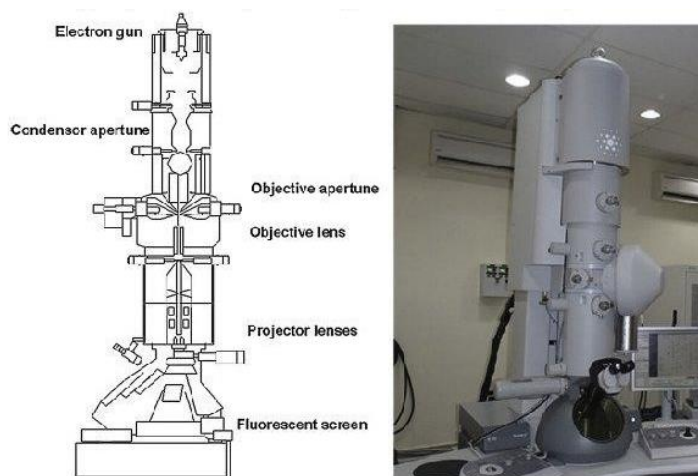 Electron gun
Condensor apertune
Objective apertune
Objective lens
Projector lenses
Fluorescent screen